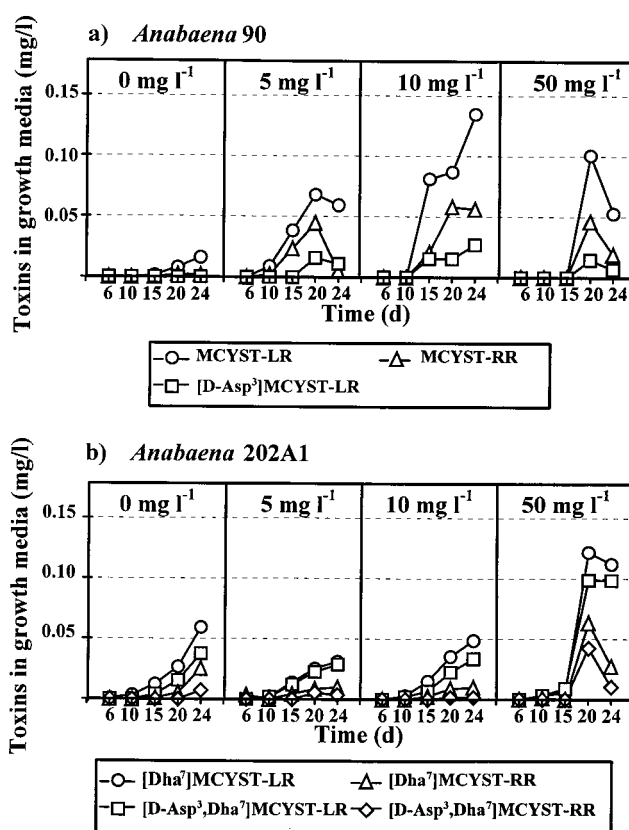 a) Anabaena 90
Toxins in growth media (mg/l)
0 mg l⁻¹ 5 mg l⁻¹ 10 mg l⁻¹ 50 mg l⁻¹
0.15
0.10
0.05
6 10 15 20 24 6 10 15 20 24 6 10 15 20 24 6 10 15 20 24
Time (d)
MCYST-LR MCYST-RR
[D-Asp³]MCYST-LR
b) Anabaena 202A1
Toxins in growth media (mg/l)
0 mg l⁻¹ 5 mg l⁻¹ 10 mg l⁻¹ 50 mg l⁻¹
0.15
0.10
0.05
6 10 15 20 24 6 10 15 20 24 6 10 15 20 24 6 10 15 20 24
Time (d)
[Dha⁷]MCYST-LR [Dha⁷]MCYST-RR
[D-Asp³,Dha⁷]MCYST-LR [D-Asp³,Dha⁷]MCYST-RR